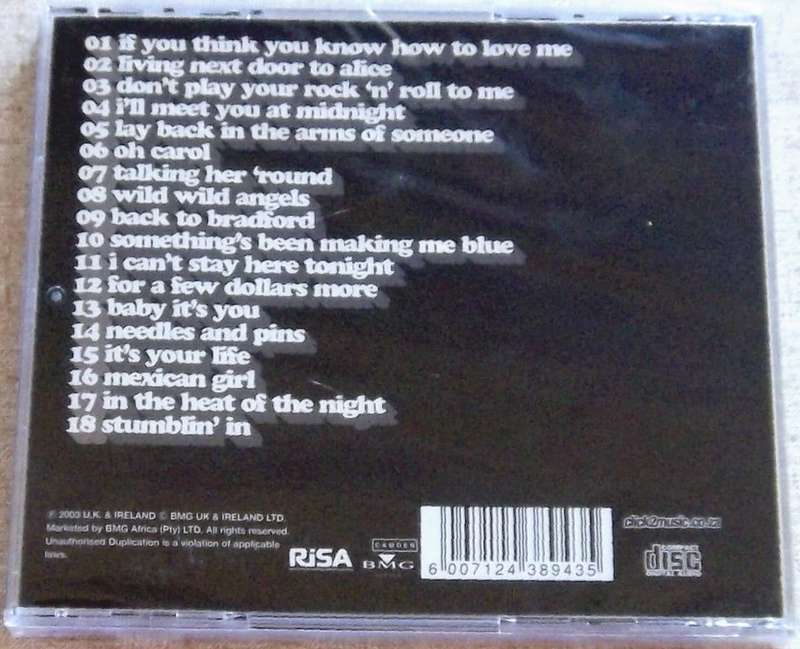 01 if you think you know how to love me
02 living next door to alice
03 don't play your rock 'n' roll to me
04 i'll meet you at midnight
05 lay back in the arms of someone
06 oh carol
07 talking her 'round
08 wild wild angels
09 back to bradford
10 something's been making me blue
11 i can't stay here tonight
12 for a few dollars more
13 baby it's you
14 needles and pins
15 it's your life
16 mexican girl
17 in the heat of the night
18 stumblin' in
℗ 2003 U.K. & IRELAND © BMG UK & IRELAND LTD.
Marketed by BMG Africa (Pty) LTD. All rights reserved.
Unauthorised Duplication is a violation of applicable
laws.
RiSA
CAMDEN
BMG
6 007124 389435
click2music.co.za
COMPACT
disc
DIGITAL AUDIO